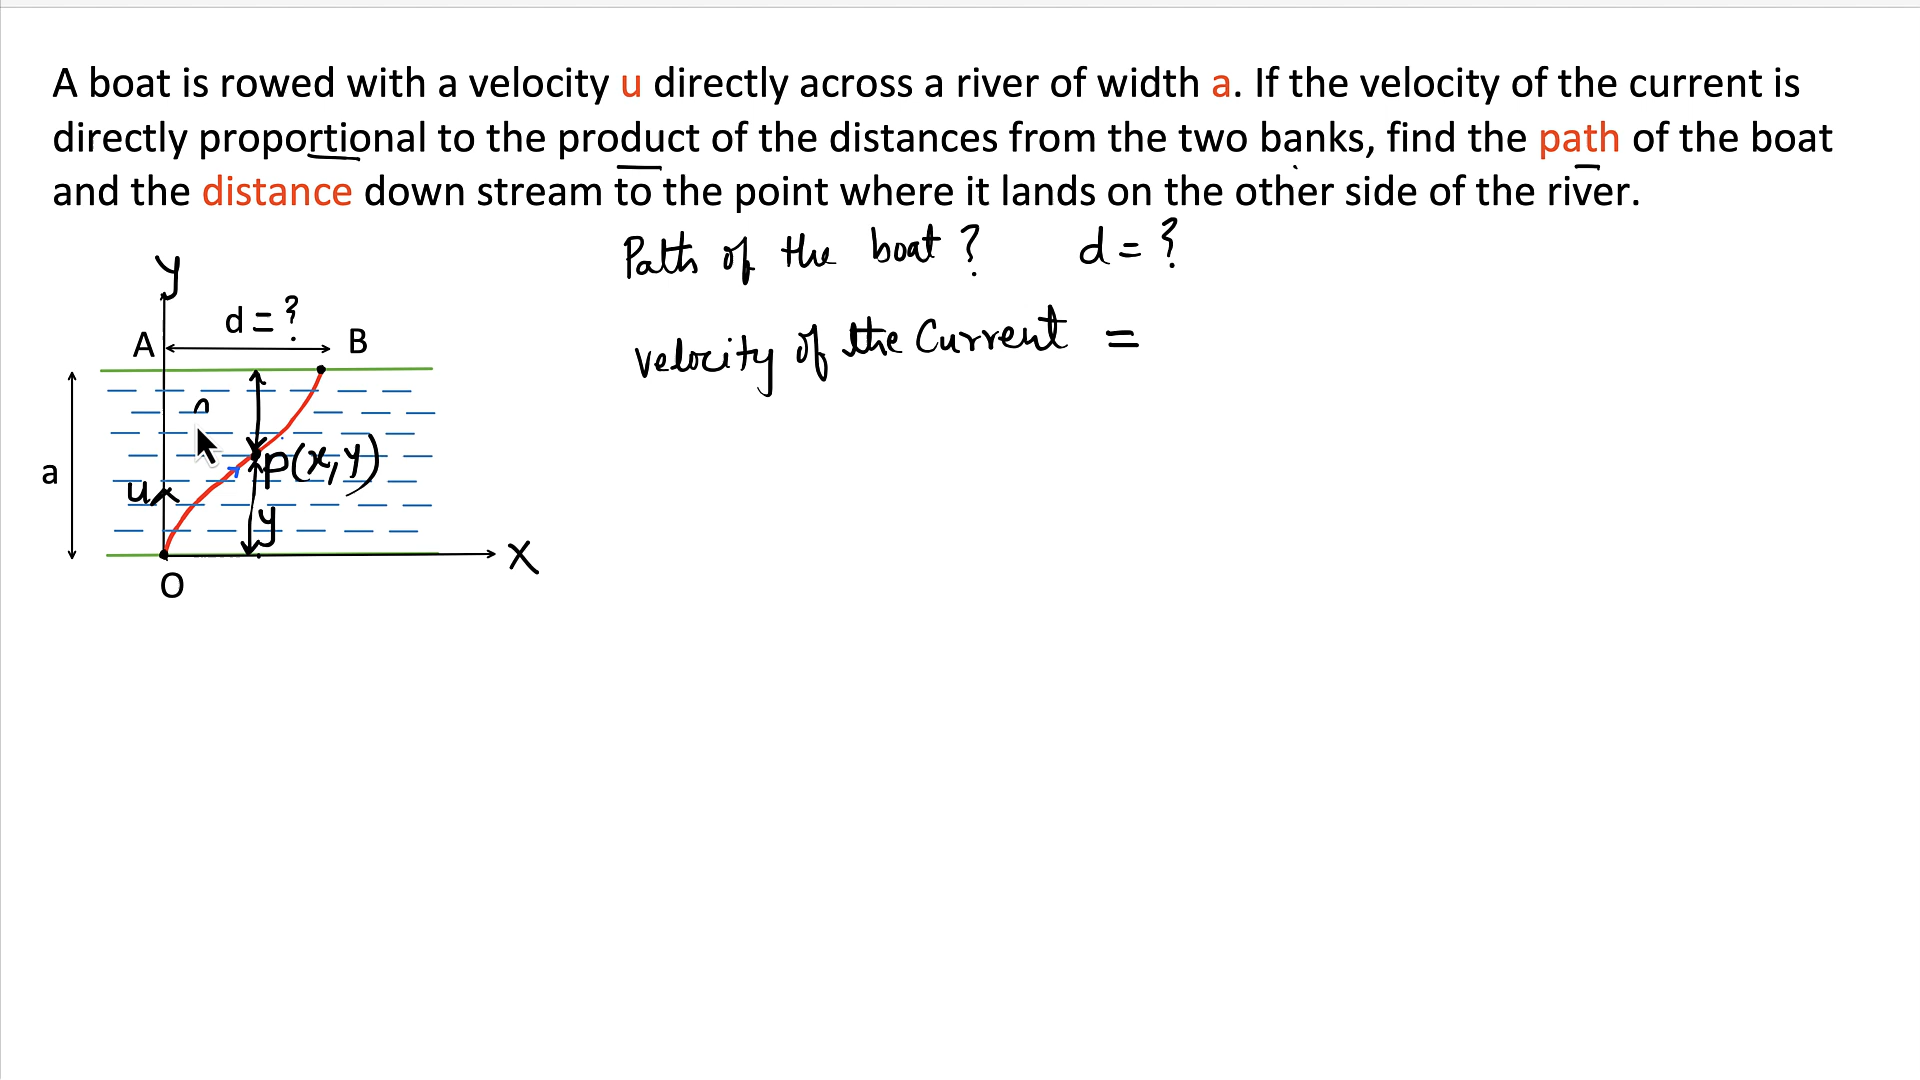 A boat is rowed with a velocity u directly across a river of width a. If the velocity of the current is
directly proportional to the product of the distances from the two banks, find the path of the boat
and the distance down stream to the point where it lands on the other side of the river.
Path of the boat ? d = ?
velocity of the Current =
y
d = ?
A B
a
u
P(x,y)
y
O
X